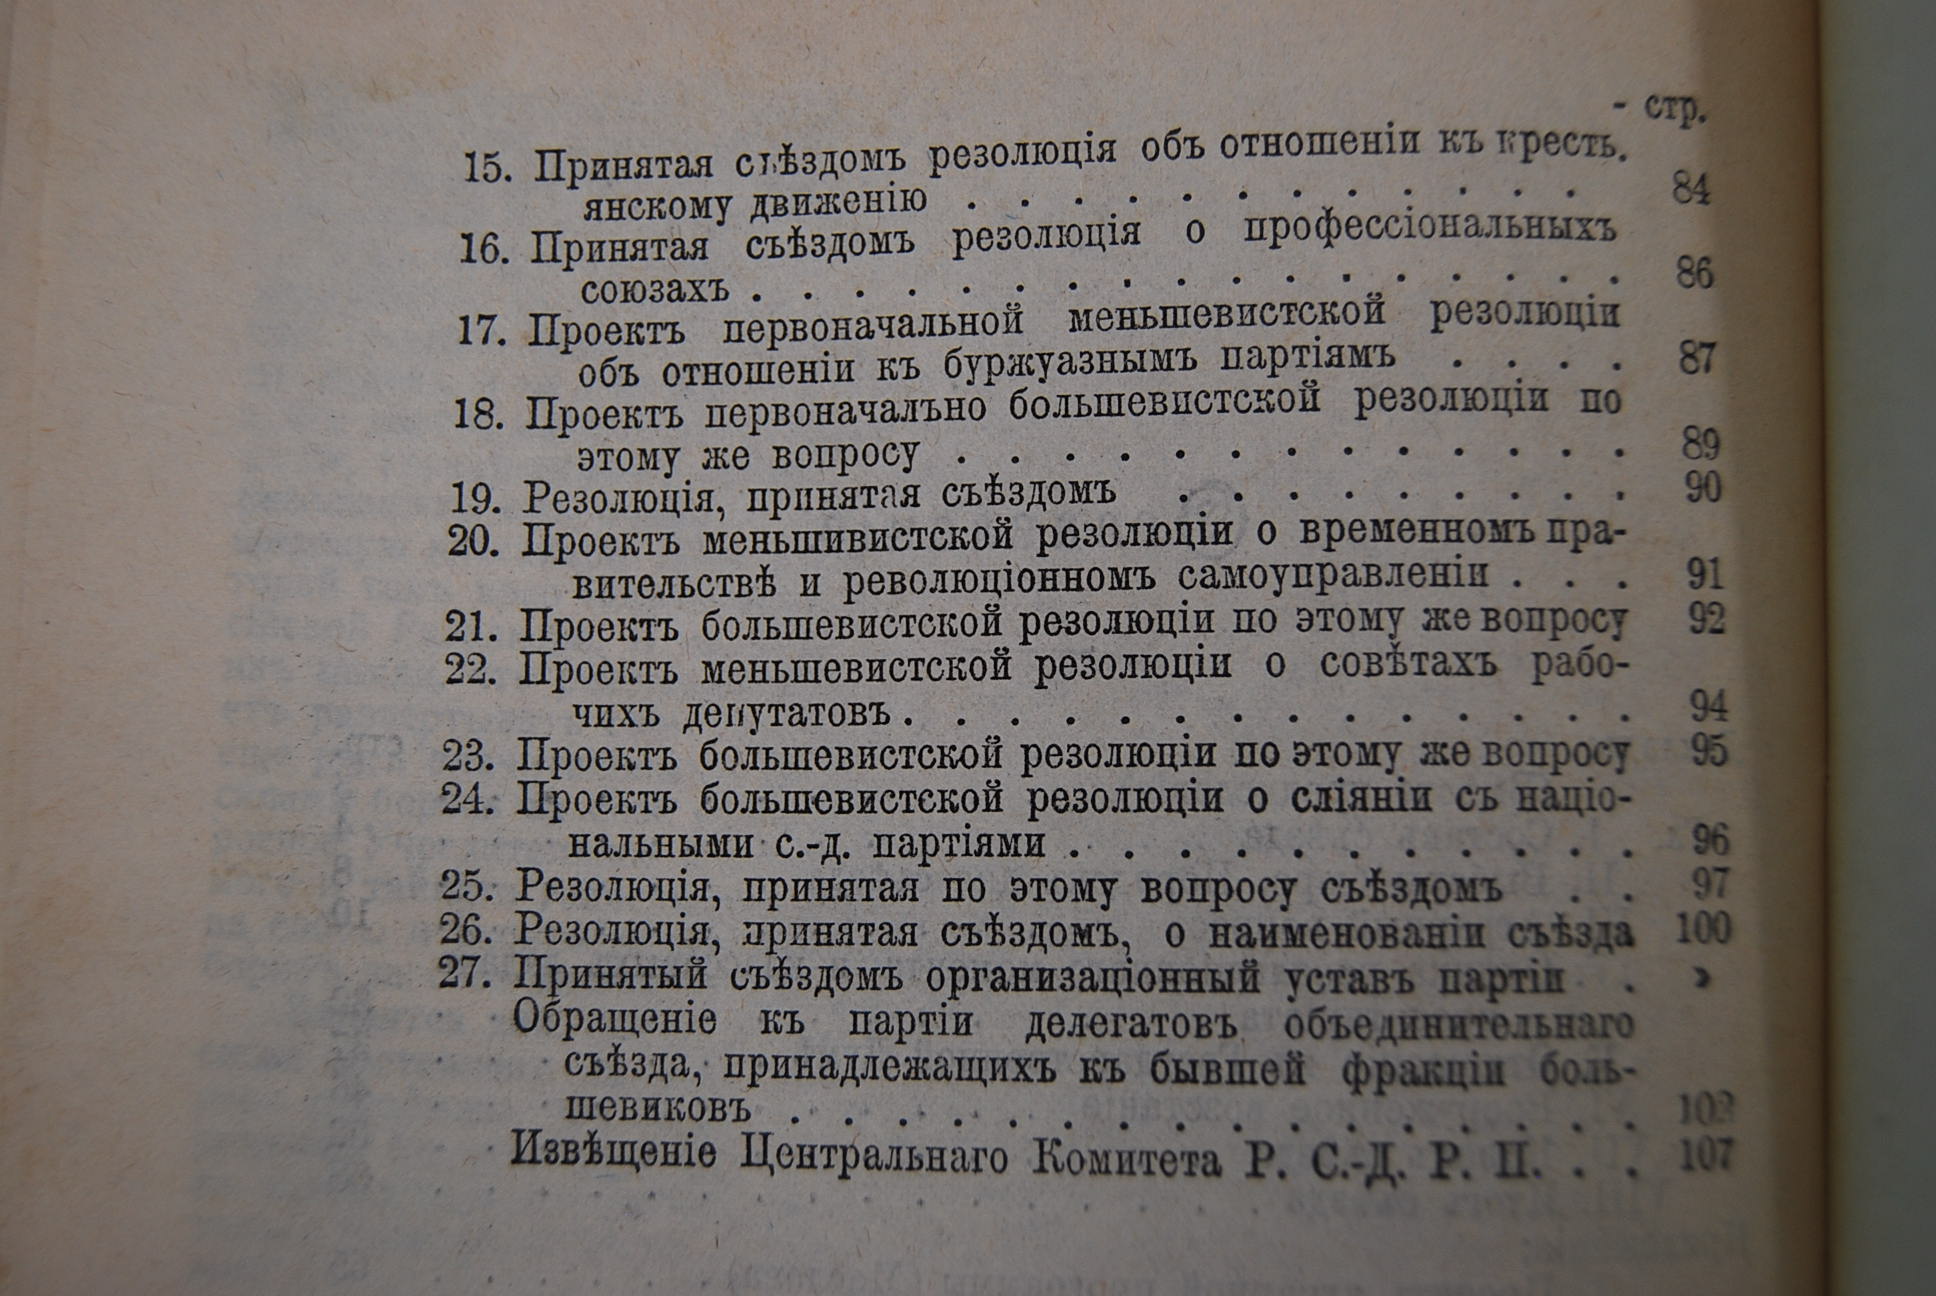 стр.
15. Принятая съѣздомъ резолюція объ отношеніи къ кресть.
янскому движенію . . . . . . . . . . . . 84
16. Принятая съѣздомъ резолюція о профессіональныхъ
союзахъ . . . . . . . . . . . . . . . . . 86
17. Проектъ первоначальной меньшевистской резолюціи
объ отношеніи къ буржуазнымъ партіямъ . . . . 87
18. Проектъ первоначалъно большевистской резолюціи по
этому же вопросу . . . . . . . . . . . . . 89
19. Резолюція, принятая съѣздомъ . . . . . . . . . 90
20. Проектъ меньшивистской резолюціи о временномъ пра-
вительствѣ и революціонномъ самоуправленіи . . . 91
21. Проектъ большевистской резолюціи по этому же вопросу 92
22. Проектъ меньшевистской резолюціи о совѣтахъ рабо-
чихъ депутатовъ . . . . . . . . . . . . . . 94
23. Проектъ большевистской резолюціи по этому же вопросу 95
24. Проектъ большевистской резолюціи о сліяніи съ націо-
нальными с.-д. партіями . . . . . . . . . . . 96
25. Резолюція, принятая по этому вопросу съѣздомъ . . 97
26. Резолюція, принятая съѣздомъ, о наименованіи съѣзда 100
27. Принятый съѣздомъ организаціонный уставъ партіи . »
Обращеніе къ партіи делегатовъ объединительнаго
съѣзда, принадлежащихъ къ бывшей фракціи боль-
шевиковъ . . . . . . . . . . . . . . . .
Извѣщеніе Центральнаго Комитета Р. С.-Д. Р. П. . . 107